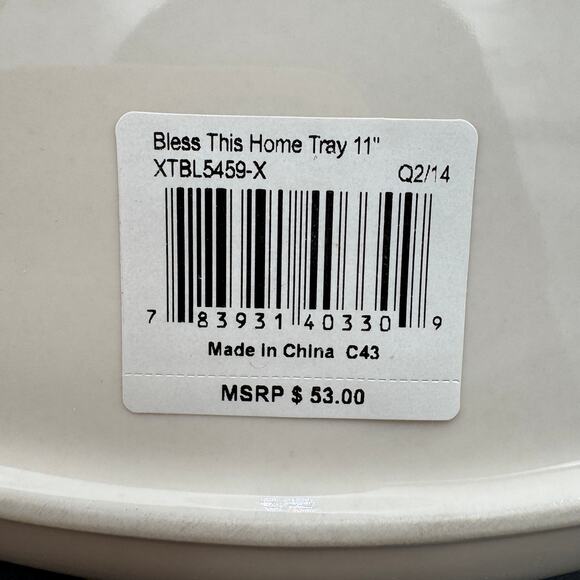 Bless This Home Tray 11"
XTBL5459-X Q2/14
7 83931 40330 9
Made in China C43
MSRP $ 53.00